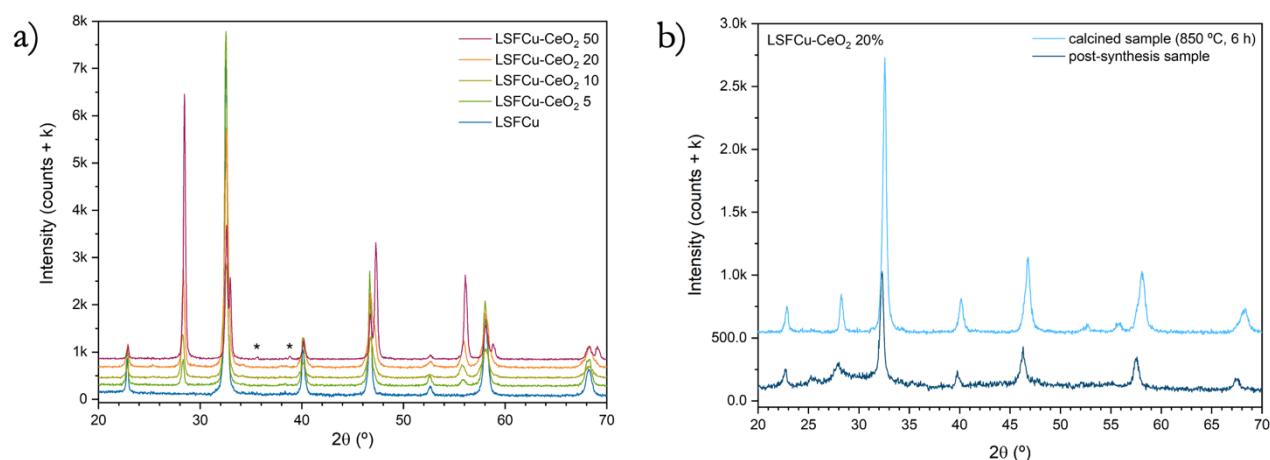 a)
8k
7k
6k
5k
4k
3k
2k
1k
0
Intensity (counts + k)
LSFCu-CeO₂ 50
LSFCu-CeO₂ 20
LSFCu-CeO₂ 10
LSFCu-CeO₂ 5
LSFCu
* *
20 30 40 50 60 70
2θ (º)
b)
3.0k
2.5k
2.0k
1.5k
1.0k
500.0
0.0
Intensity (counts + k)
LSFCu-CeO₂ 20%
calcined sample (850 ºC, 6 h)
post-synthesis sample
20 25 30 35 40 45 50 55 60 65 70
2θ (º)